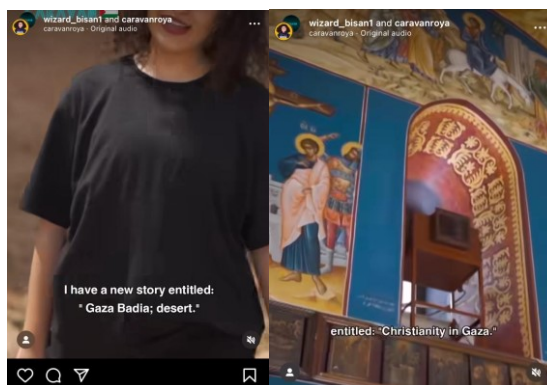 wizard_bisan1 and caravanroya
caravanroya · Original audio
I have a new story entitled:
" Gaza Badia; desert."
wizard_bisan1 and caravanroya
caravanroya · Original audio
entitled: "Christianity in Gaza."